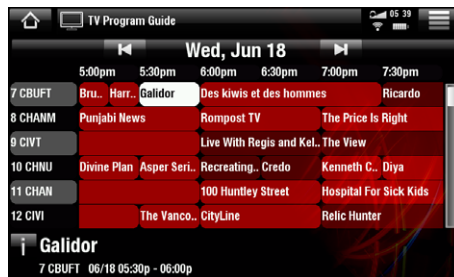 TV Program Guide
05 39
Wed, Jun 18
5:00pm 5:30pm 6:00pm 6:30pm 7:00pm 7:30pm
7 CBUFT Bru.. Harr.. Galidor Des kiwis et des hommes Ricardo
8 CHANM Punjabi News Rompost TV The Price Is Right
9 CIVT Live With Regis and Kel.. The View
10 CHNU Divine Plan Asper Seri.. Recreating.. Credo Kenneth C.. Diya
11 CHAN 100 Huntley Street Hospital For Sick Kids
12 CIVI The Vanco.. CityLine Relic Hunter
i Galidor
7 CBUFT 06/18 05:30p - 06:00p